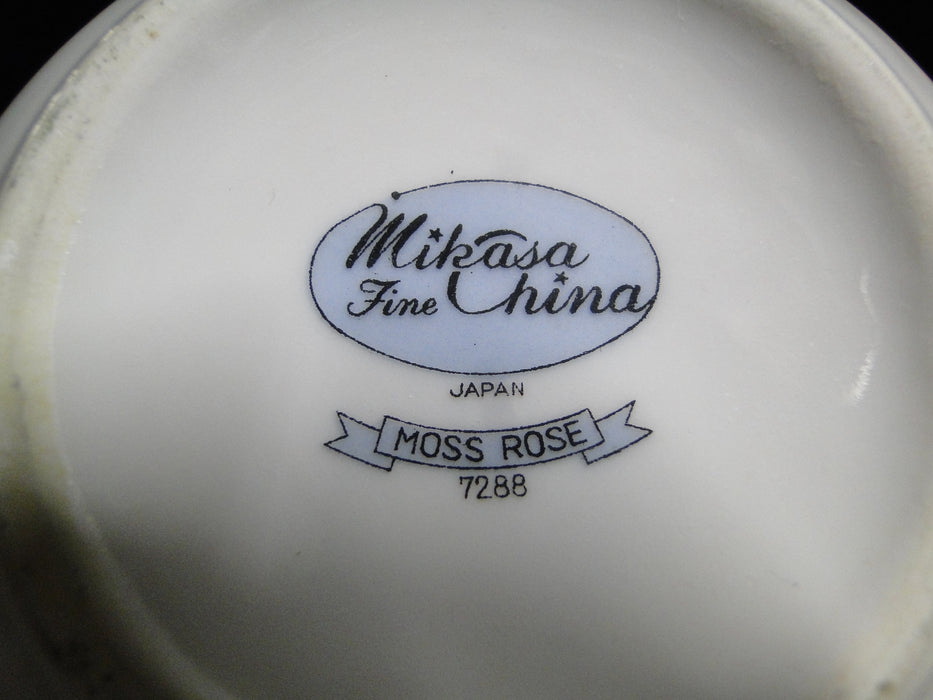 Mikasa
Fine China
JAPAN
MOSS ROSE
7288